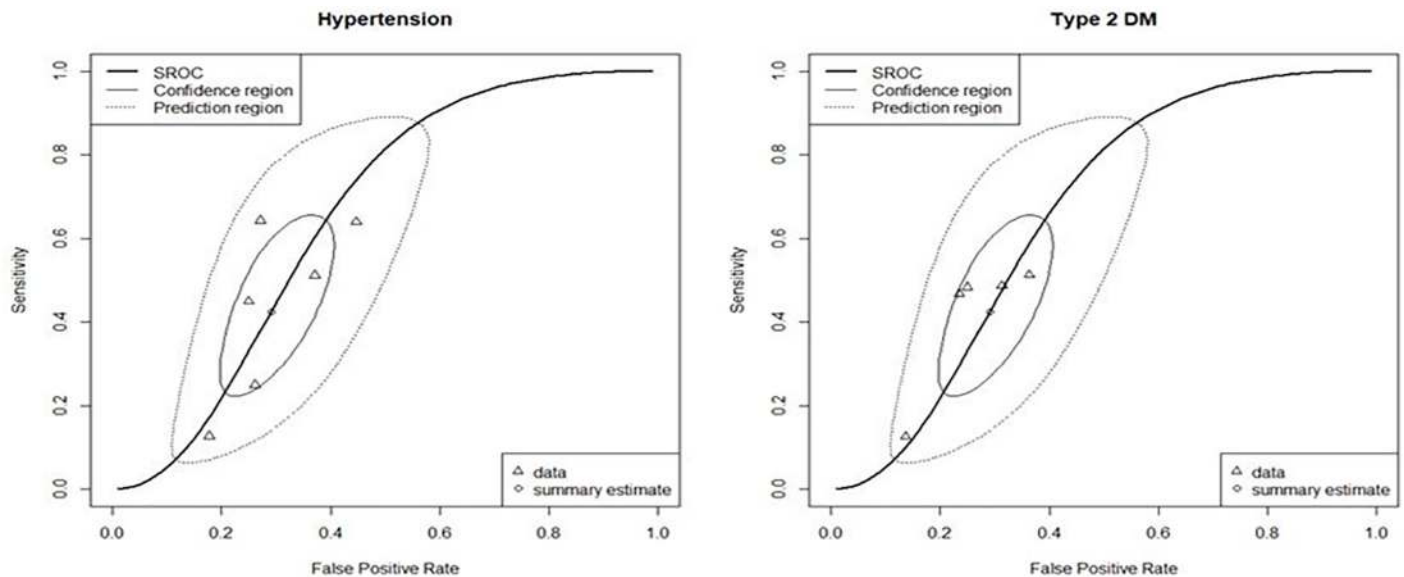 Hypertension
SROC
Confidence region
Prediction region
1.0
0.8
0.6
0.4
0.2
0.0
Sensitivity
data
summary estimate
0.0 0.2 0.4 0.6 0.8 1.0
False Positive Rate
Type 2 DM
SROC
Confidence region
Prediction region
1.0
0.8
0.6
0.4
0.2
0.0
Sensitivity
data
summary estimate
0.0 0.2 0.4 0.6 0.8 1.0
False Positive Rate